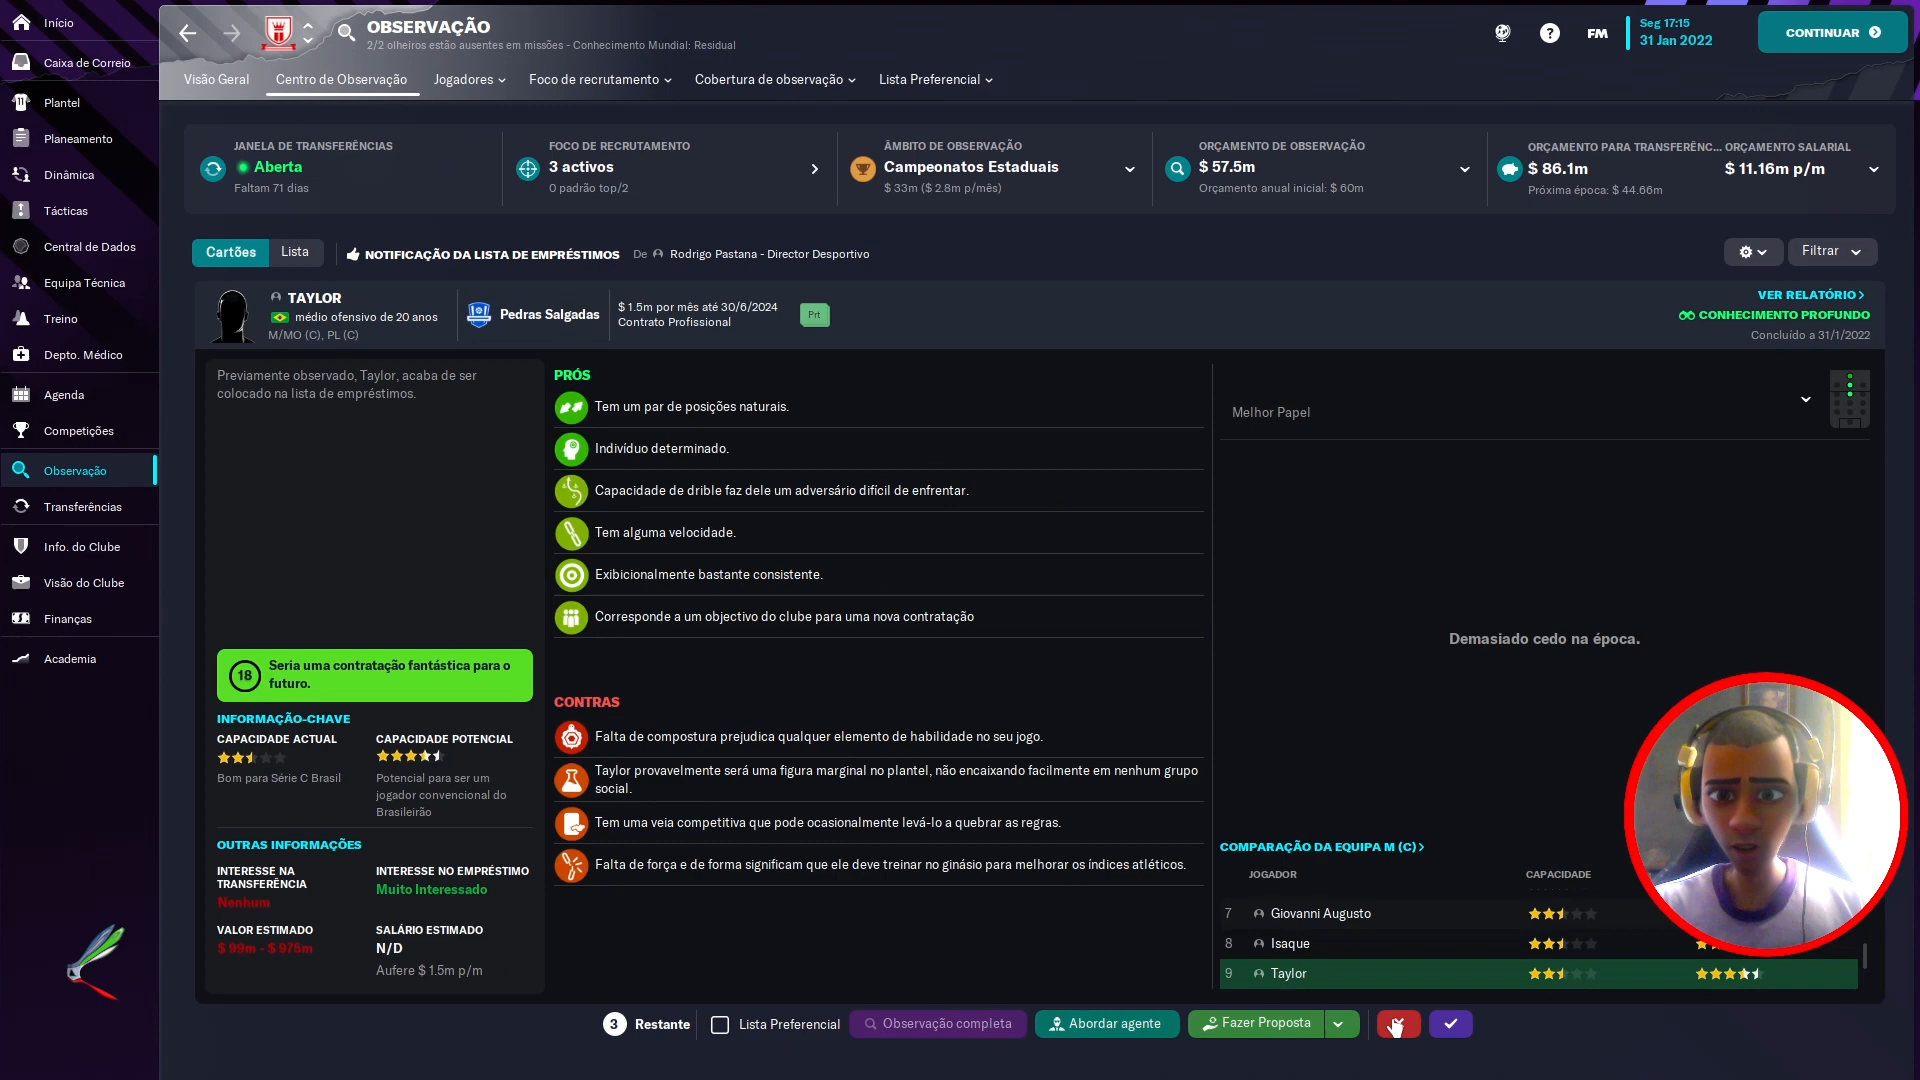 Início
Caixa de Correio
Plantel
Planeamento
Dinâmica
Tácticas
Central de Dados
Equipa Técnica
Treino
Depto. Médico
Agenda
Competições
Observação
Transferências
Info. do Clube
Visão do Clube
Finanças
Academia
OBSERVAÇÃO
2/2 olheiros estão ausentes em missões - Conhecimento Mundial: Residual
FM
Seg 17:15
31 Jan 2022
CONTINUAR
Visão Geral
Centro de Observação
Jogadores
Foco de recrutamento
Cobertura de observação
Lista Preferencial
JANELA DE TRANSFERÊNCIAS
Aberta
Faltam 71 dias
FOCO DE RECRUTAMENTO
3 activos
0 padrão top/2
ÂMBITO DE OBSERVAÇÃO
Campeonatos Estaduais
$ 33m ($ 2.8m p/mês)
ORÇAMENTO DE OBSERVAÇÃO
$ 57.5m
Orçamento anual inicial: $ 60m
ORÇAMENTO PARA TRANSFERÊNC...
$ 86.1m
Próxima época: $ 44.66m
ORÇAMENTO SALARIAL
$ 11.16m p/m
Cartões
Lista
NOTIFICAÇÃO DA LISTA DE EMPRÉSTIMOS
De Rodrigo Pastana - Director Desportivo
Filtrar
TAYLOR
médio ofensivo de 20 anos
M/MO (C), PL (C)
Pedras Salgadas
$ 1.5m por mês até 30/6/2024
Contrato Profissional
Prt
VER RELATÓRIO
CONHECIMENTO PROFUNDO
Concluído a 31/1/2022
Previamente observado, Taylor, acaba de ser
colocado na lista de empréstimos.
18
Seria uma contratação fantástica para o
futuro.
INFORMAÇÃO-CHAVE
CAPACIDADE ACTUAL
Bom para Série C Brasil
CAPACIDADE POTENCIAL
Potencial para ser um
jogador convencional do
Brasileirão
OUTRAS INFORMAÇÕES
INTERESSE NA
TRANSFERÊNCIA
Nenhum
INTERESSE NO EMPRÉSTIMO
Muito Interessado
VALOR ESTIMADO
$ 99m - $ 975m
SALÁRIO ESTIMADO
N/D
Aufere $ 1.5m p/m
PRÓS
Tem um par de posições naturais.
Indivíduo determinado.
Capacidade de drible faz dele um adversário difícil de enfrentar.
Tem alguma velocidade.
Exibicionalmente bastante consistente.
Corresponde a um objectivo do clube para uma nova contratação
CONTRAS
Falta de compostura prejudica qualquer elemento de habilidade no seu jogo.
Taylor provavelmente será uma figura marginal no plantel, não encaixando facilmente em nenhum grupo
social.
Tem uma veia competitiva que pode ocasionalmente levá-lo a quebrar as regras.
Falta de força e de forma significam que ele deve treinar no ginásio para melhorar os índices atléticos.
Melhor Papel
Demasiado cedo na época.
COMPARAÇÃO DA EQUIPA M (C)
JOGADOR
CAPACIDADE
7 Giovanni Augusto
8 Isaque
9 Taylor
3 Restante
Lista Preferencial
Observação completa
Abordar agente
Fazer Proposta